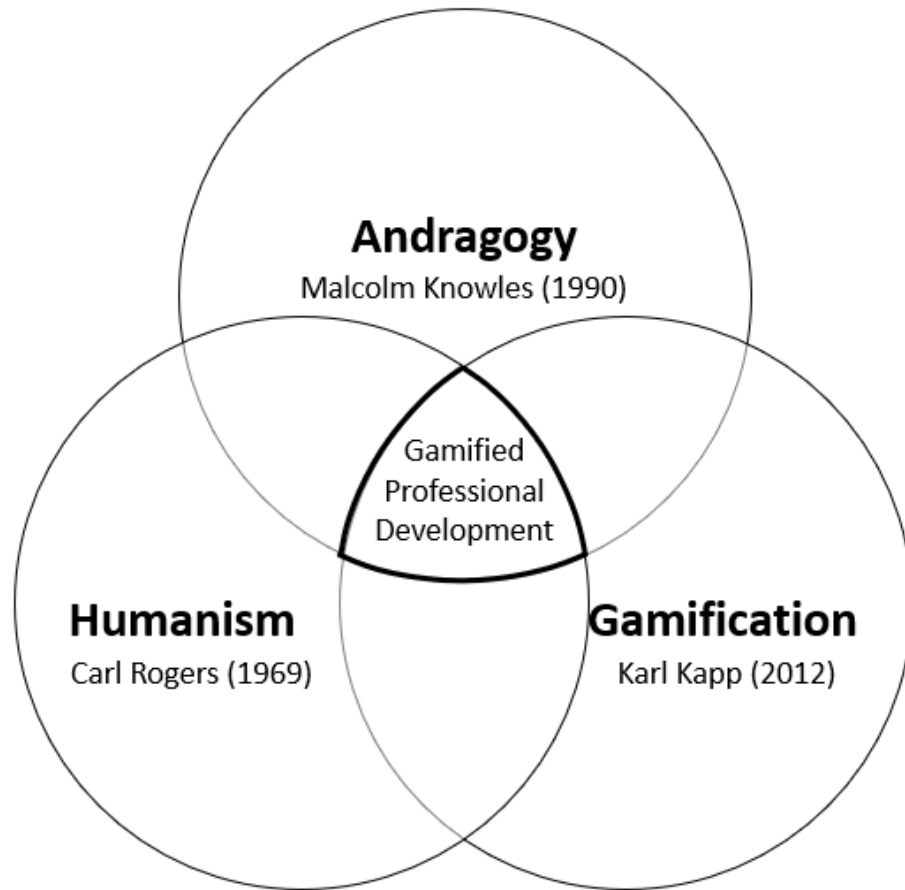 Andragogy
Malcolm Knowles (1990)
Gamified
Professional
Development
Humanism
Carl Rogers (1969)
Gamification
Karl Kapp (2012)